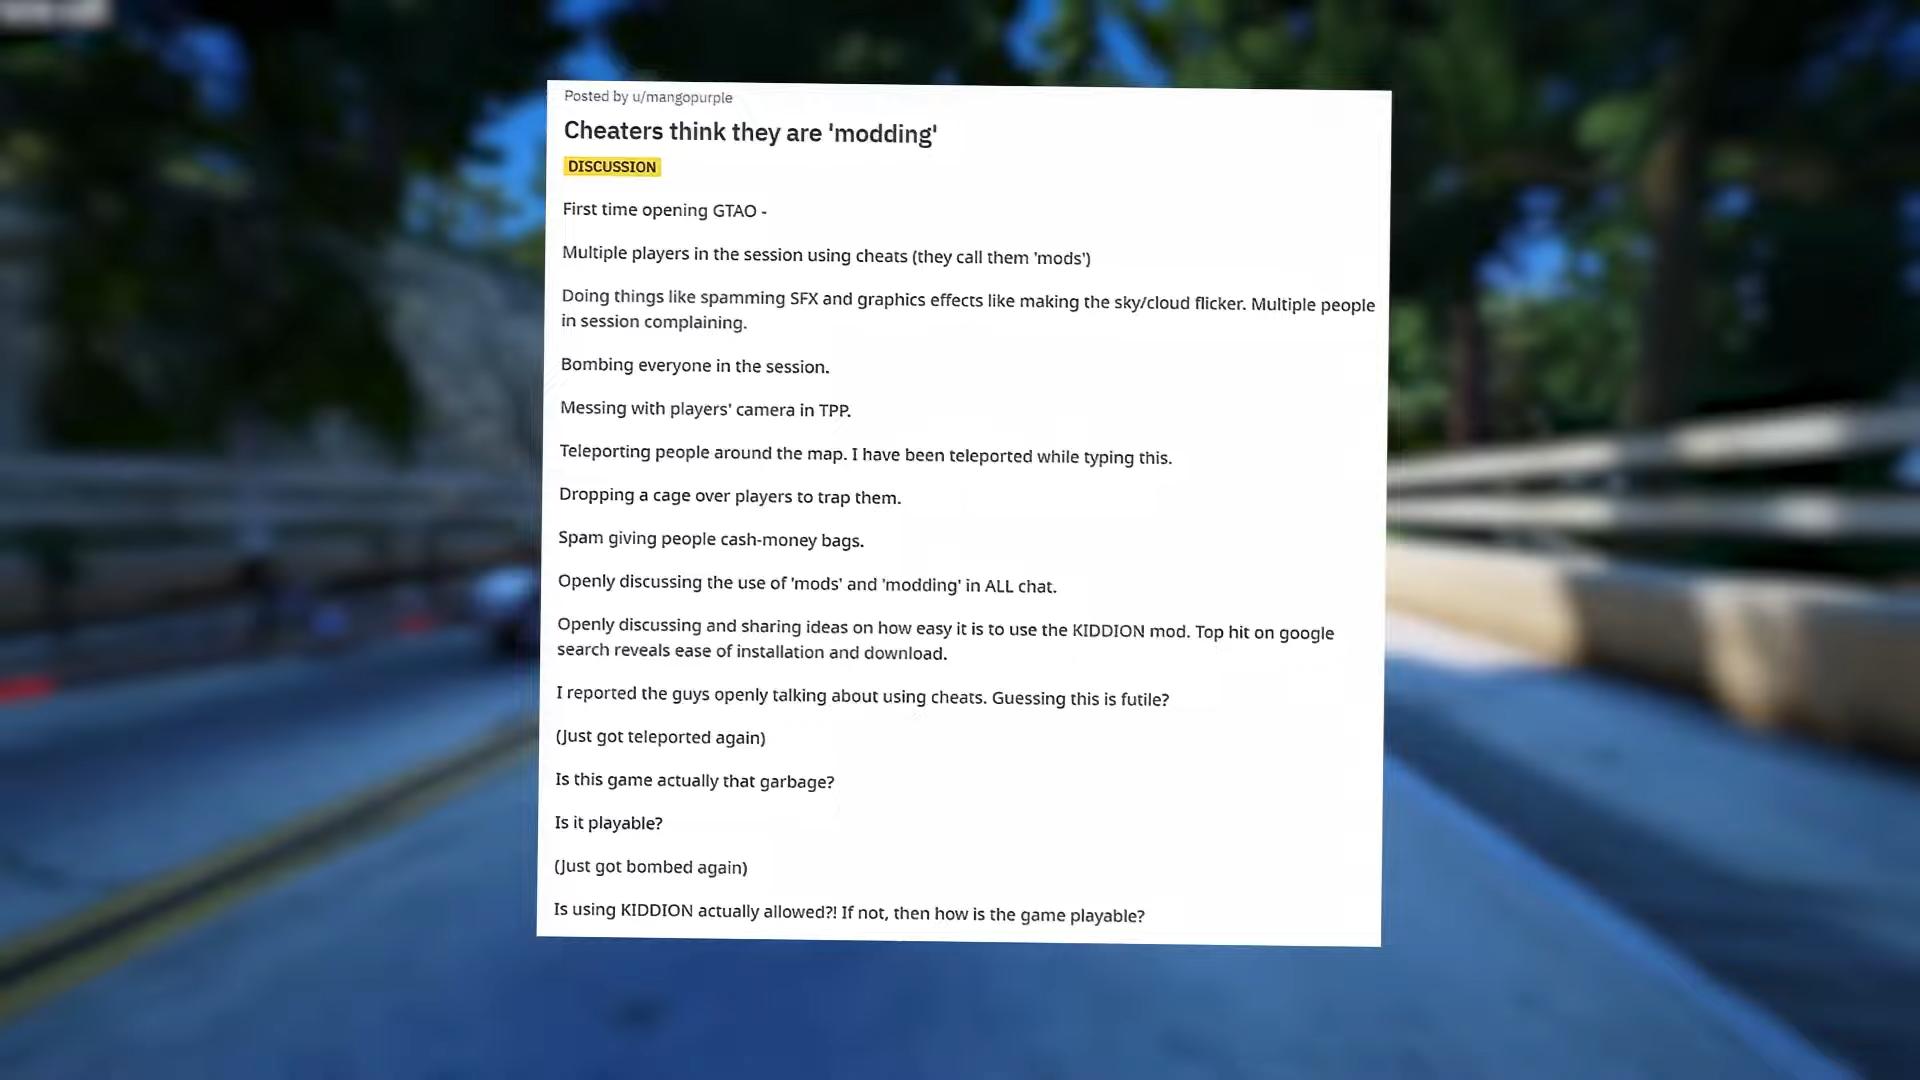 Posted by u/mangopurple
Cheaters think they are 'modding'
DISCUSSION
First time opening GTAO -
Multiple players in the session using cheats (they call them 'mods')
Doing things like spamming SFX and graphics effects like making the sky/cloud flicker. Multiple people
in session complaining.
Bombing everyone in the session.
Messing with players' camera in TPP.
Teleporting people around the map. I have been teleported while typing this.
Dropping a cage over players to trap them.
Spam giving people cash-money bags.
Openly discussing the use of 'mods' and 'modding' in ALL chat.
Openly discussing and sharing ideas on how easy it is to use the KIDDION mod. Top hit on google
search reveals ease of installation and download.
I reported the guys openly talking about using cheats. Guessing this is futile?
(Just got teleported again)
Is this game actually that garbage?
Is it playable?
(Just got bombed again)
Is using KIDDION actually allowed?! If not, then how is the game playable?